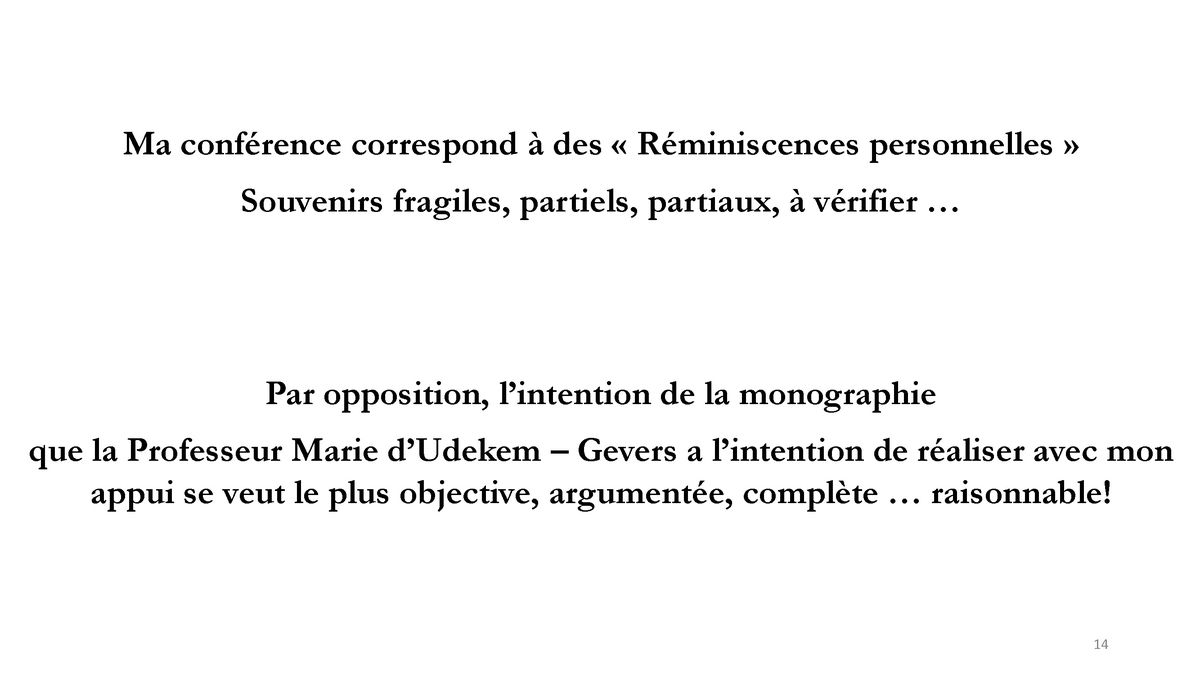 Ma conférence correspond à des « Réminiscences personnelles »
Souvenirs fragiles, partiels, partiaux, à vérifier …
Par opposition, l’intention de la monographie
que la Professeur Marie d’Udekem – Gevers a l’intention de réaliser avec mon
appui se veut le plus objective, argumentée, complète … raisonnable!
14